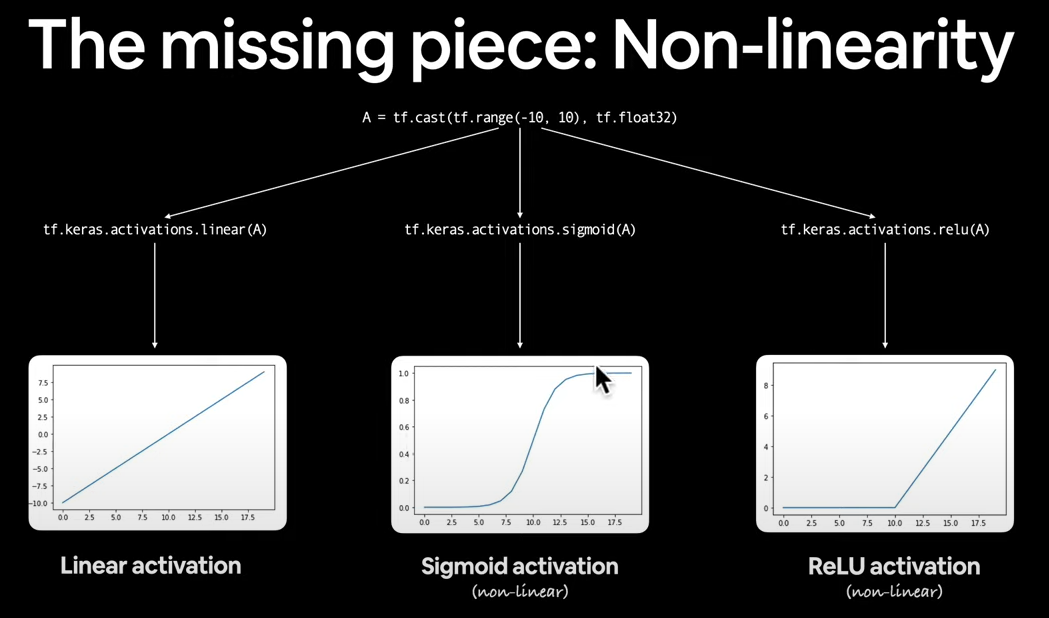 The missing piece: Non-linearity
A = tf.cast(tf.range(-10, 10), tf.float32)
tf.keras.activations.linear(A)
tf.keras.activations.sigmoid(A)
tf.keras.activations.relu(A)
7.5
5.0
2.5
0.0
−2.5
−5.0
−7.5
−10.0
0.0 2.5 5.0 7.5 10.0 12.5 15.0 17.5
1.0
0.8
0.6
0.4
0.2
0.0
0.0 2.5 5.0 7.5 10.0 12.5 15.0 17.5
8
6
4
2
0
0.0 2.5 5.0 7.5 10.0 12.5 15.0 17.5
Linear activation
Sigmoid activation
(non-linear)
ReLU activation
(non-linear)